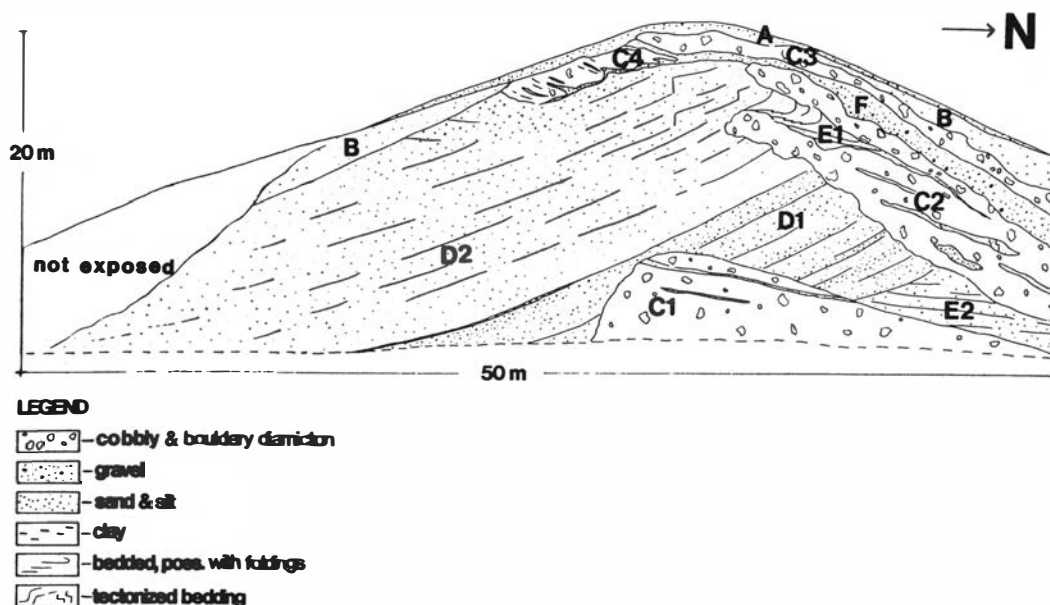 N
A
C4
C3
B
F
E1
B
20 m
C2
D1
D2
not exposed
C1
E2
50 m
LEGEND
cobbly & bouldery diamicton
gravel
sand & silt
clay
bedded, poss. with foldings
tectonized bedding